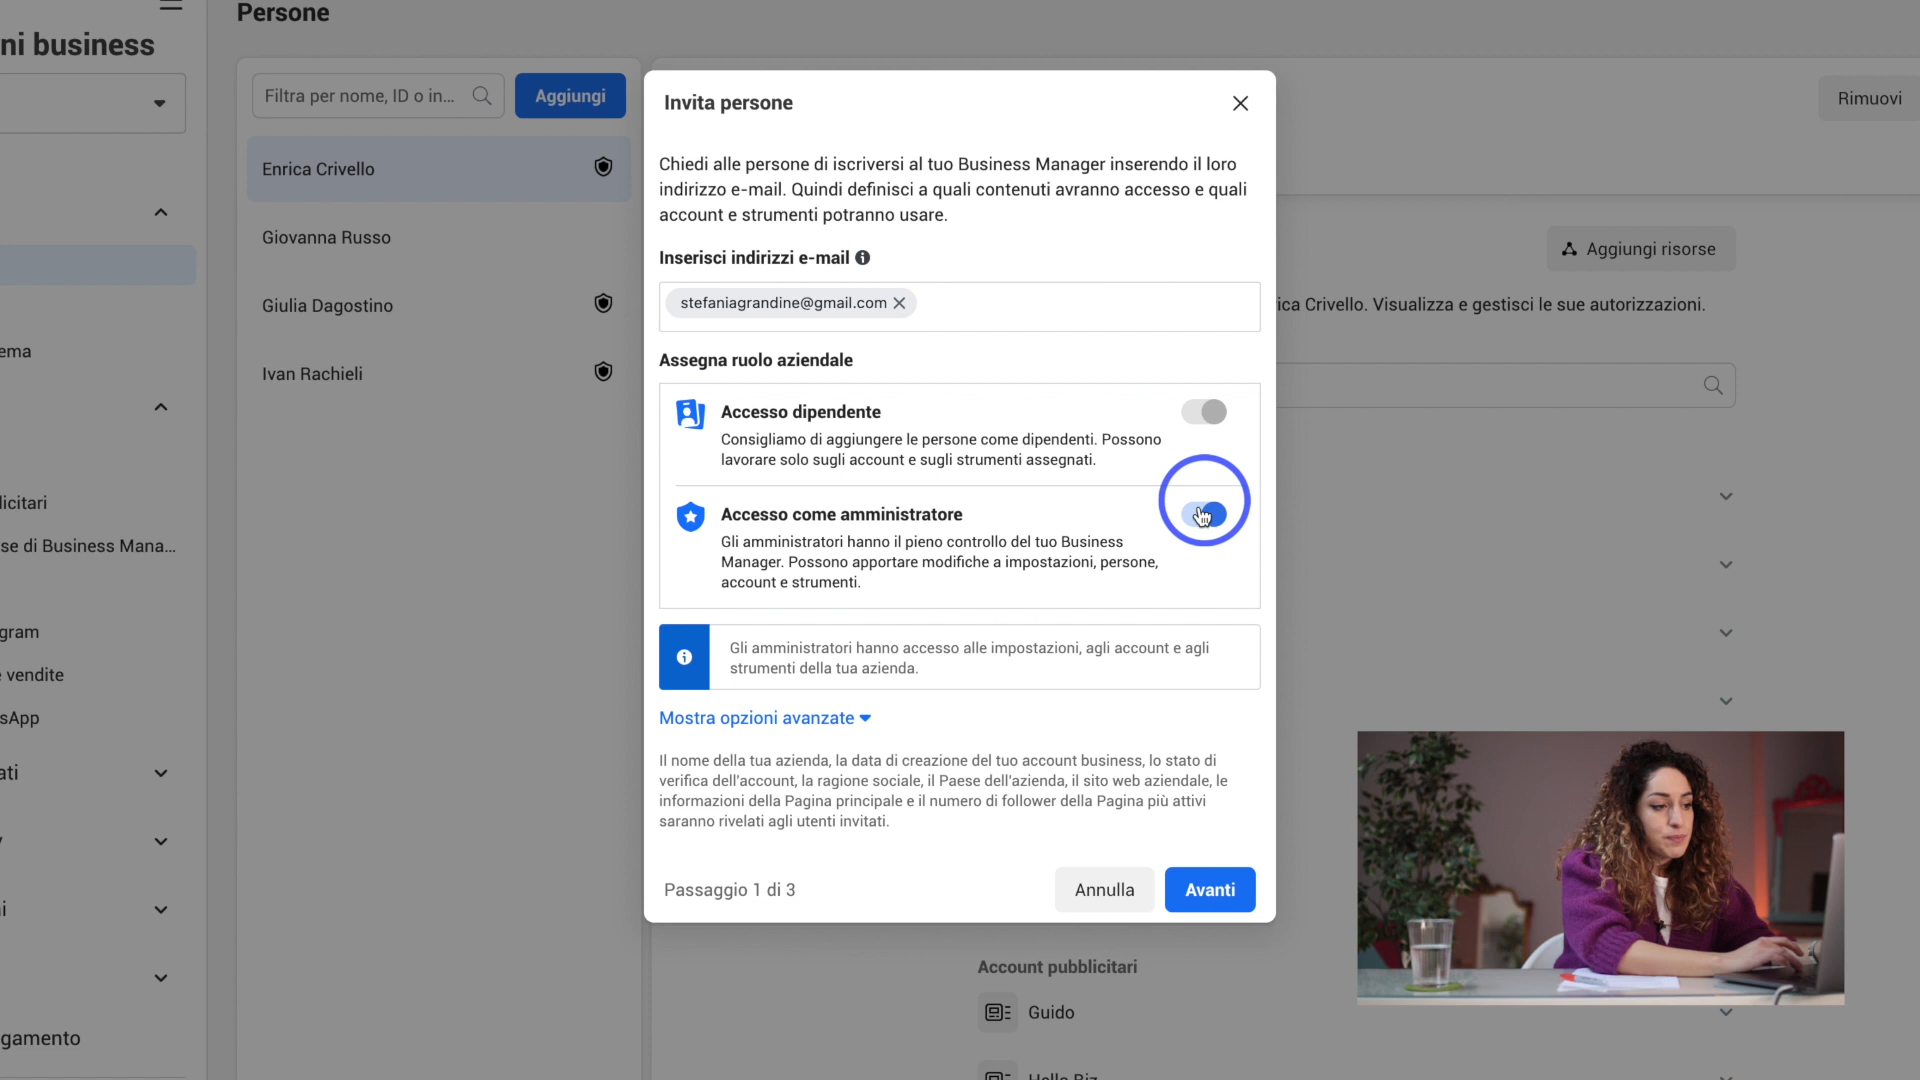 Persone
ni business
Filtra per nome, ID o in...
Aggiungi
Enrica Crivello
Giovanna Russo
Giulia Dagostino
Ivan Rachieli
ema
licitari
se di Business Mana...
gram
e vendite
sApp
ati
gamento
Invita persone
Chiedi alle persone di iscriversi al tuo Business Manager inserendo il loro
indirizzo e-mail. Quindi definisci a quali contenuti avranno accesso e quali
account e strumenti potranno usare.
Inserisci indirizzi e-mail
stefaniagrandine@gmail.com
Assegna ruolo aziendale
Accesso dipendente
Consigliamo di aggiungere le persone come dipendenti. Possono
lavorare solo sugli account e sugli strumenti assegnati.
Accesso come amministratore
Gli amministratori hanno il pieno controllo del tuo Business
Manager. Possono apportare modifiche a impostazioni, persone,
account e strumenti.
Gli amministratori hanno accesso alle impostazioni, agli account e agli
strumenti della tua azienda.
Mostra opzioni avanzate
Il nome della tua azienda, la data di creazione del tuo account business, lo stato di
verifica dell'account, la ragione sociale, il Paese dell'azienda, il sito web aziendale, le
informazioni della Pagina principale e il numero di follower della Pagina più attivi
saranno rivelati agli utenti invitati.
Passaggio 1 di 3
Annulla
Avanti
Rimuovi
Aggiungi risorse
ica Crivello. Visualizza e gestisci le sue autorizzazioni.
Account pubblicitari
Guido
Hello Biz